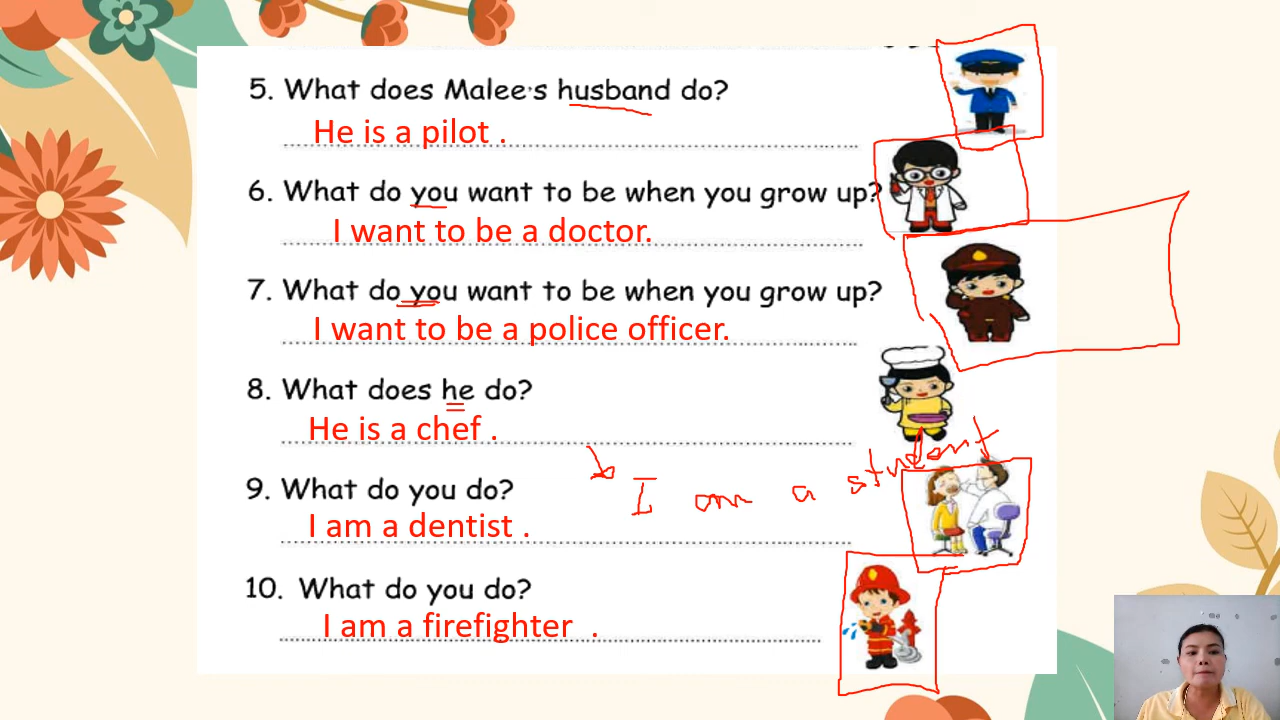 5. What does Malee's husband do?
He is a pilot .
6. What do you want to be when you grow up?
I want to be a doctor.
7. What do you want to be when you grow up?
I want to be a police officer.
8. What does he do?
He is a chef .
I am a student
9. What do you do?
I am a dentist .
10. What do you do?
I am a firefighter .